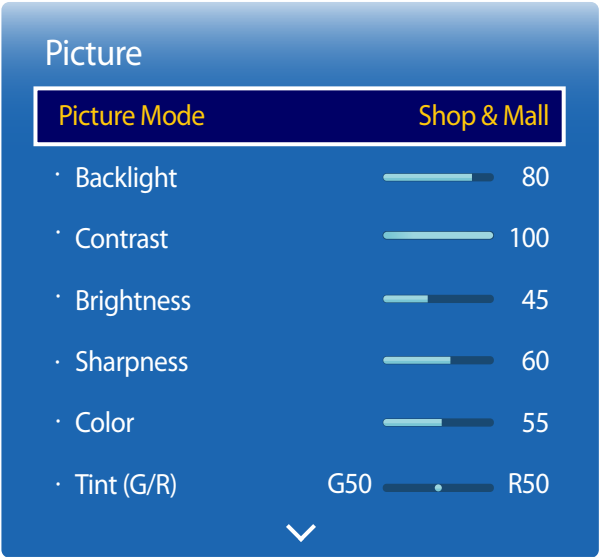 Picture
Picture Mode Shop & Mall
· Backlight 80
· Contrast 100
· Brightness 45
· Sharpness 60
· Color 55
· Tint (G/R) G50 R50